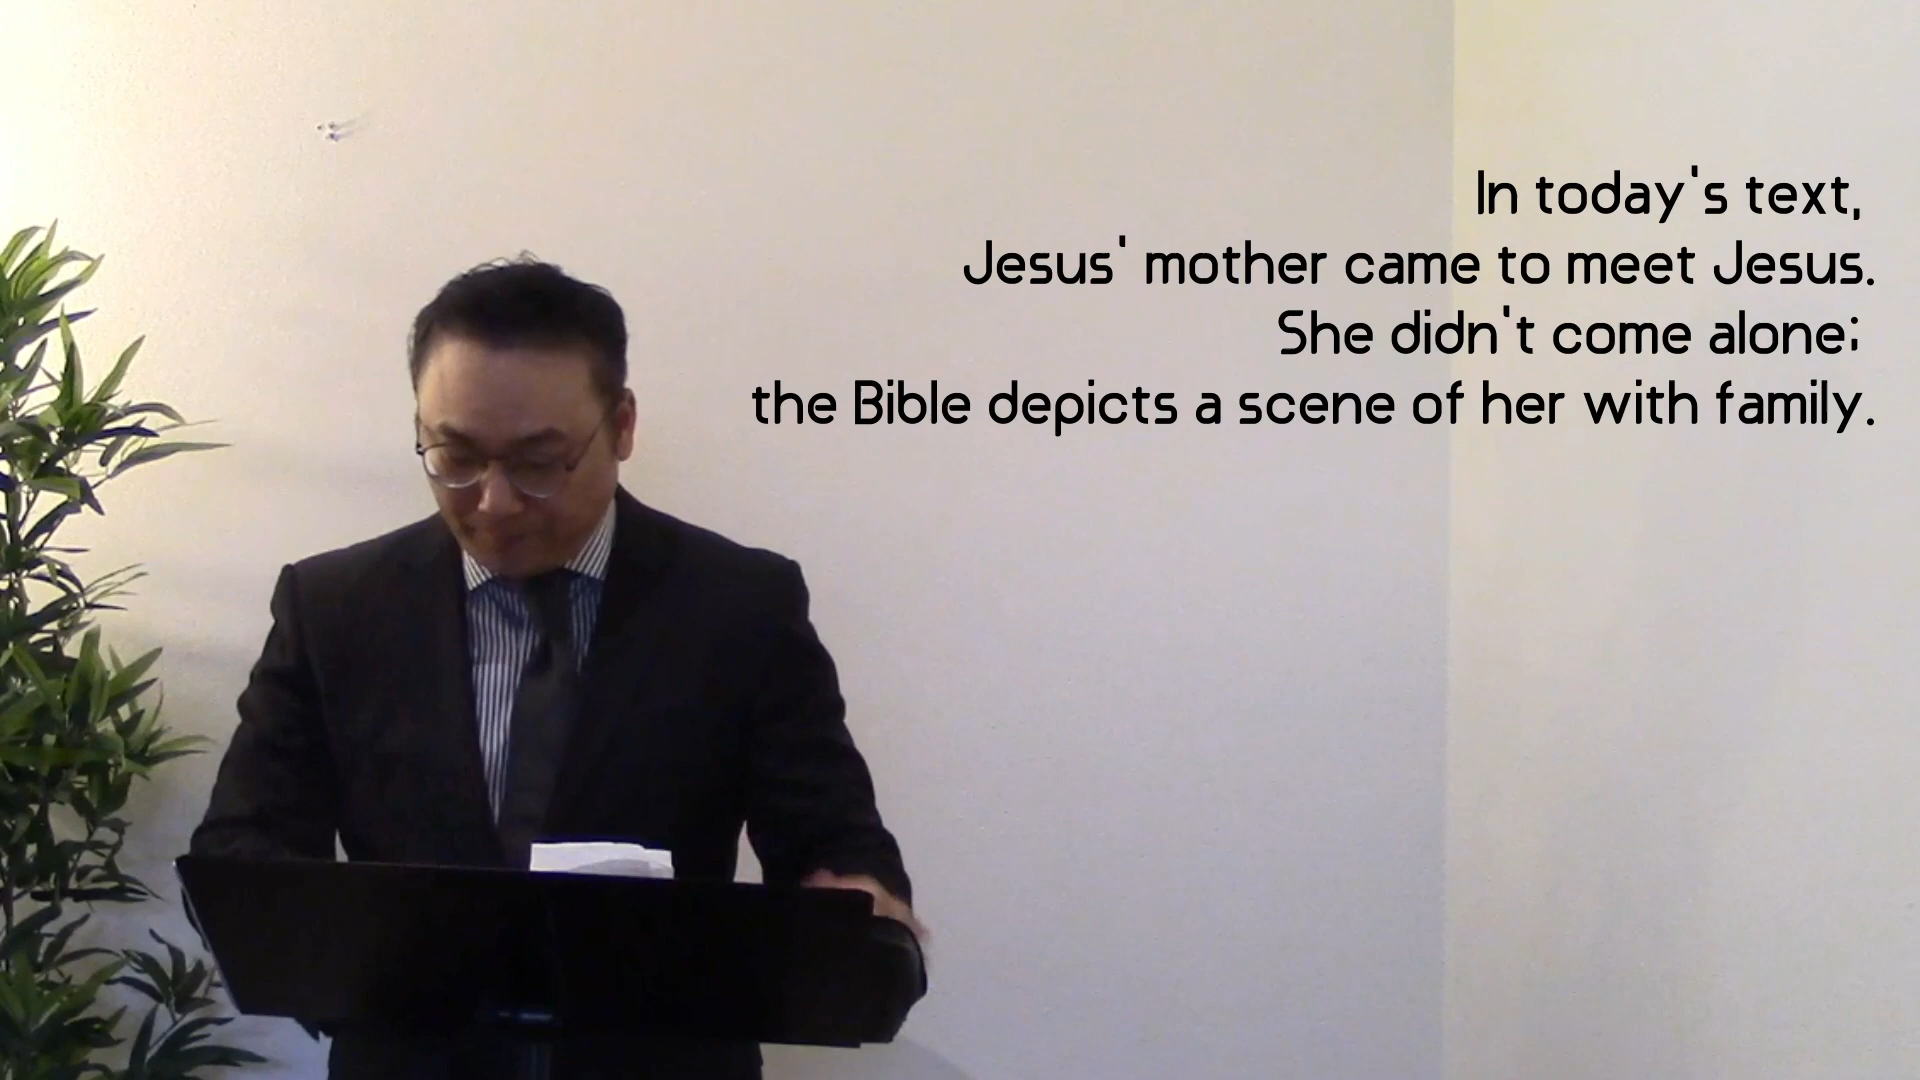 In today's text,
Jesus' mother came to meet Jesus.
She didn't come alone;
the Bible depicts a scene of her with family.